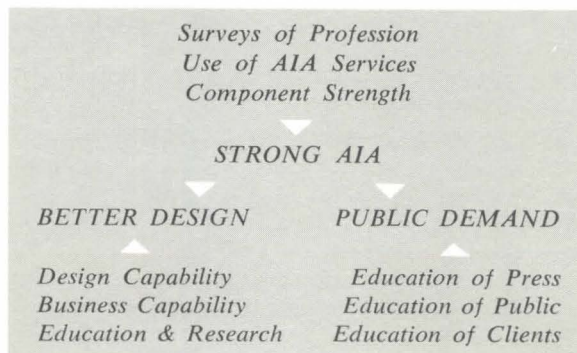 Surveys of Profession
Use of AIA Services
Component Strength
STRONG AIA
BETTER DESIGN
PUBLIC DEMAND
Design Capability
Business Capability
Education & Research
Education of Press
Education of Public
Education of Clients